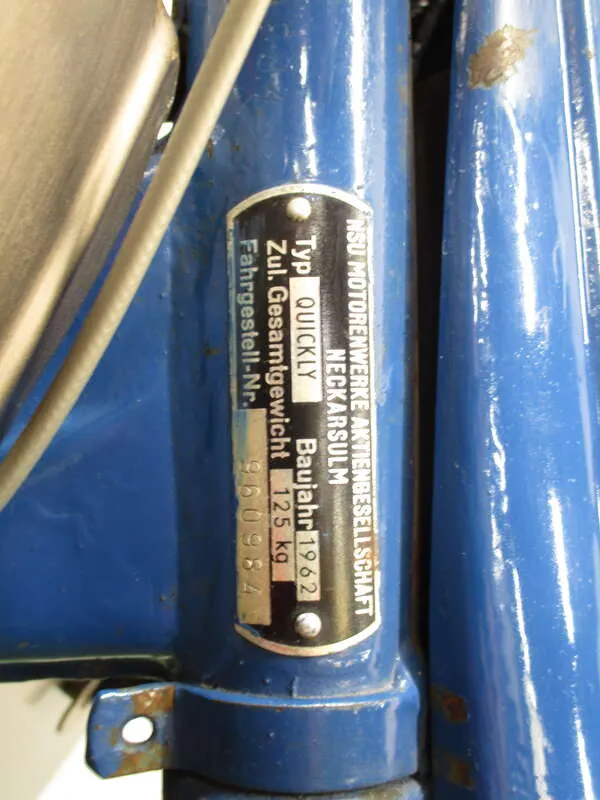 NSU MOTORENWERKE AKTIENGESELLSCHAFT
NECKARSULM
Typ QUICKLY Baujahr 1962
Zul. Gesamtgewicht 125 kg
Fahrgestell-Nr. 960984